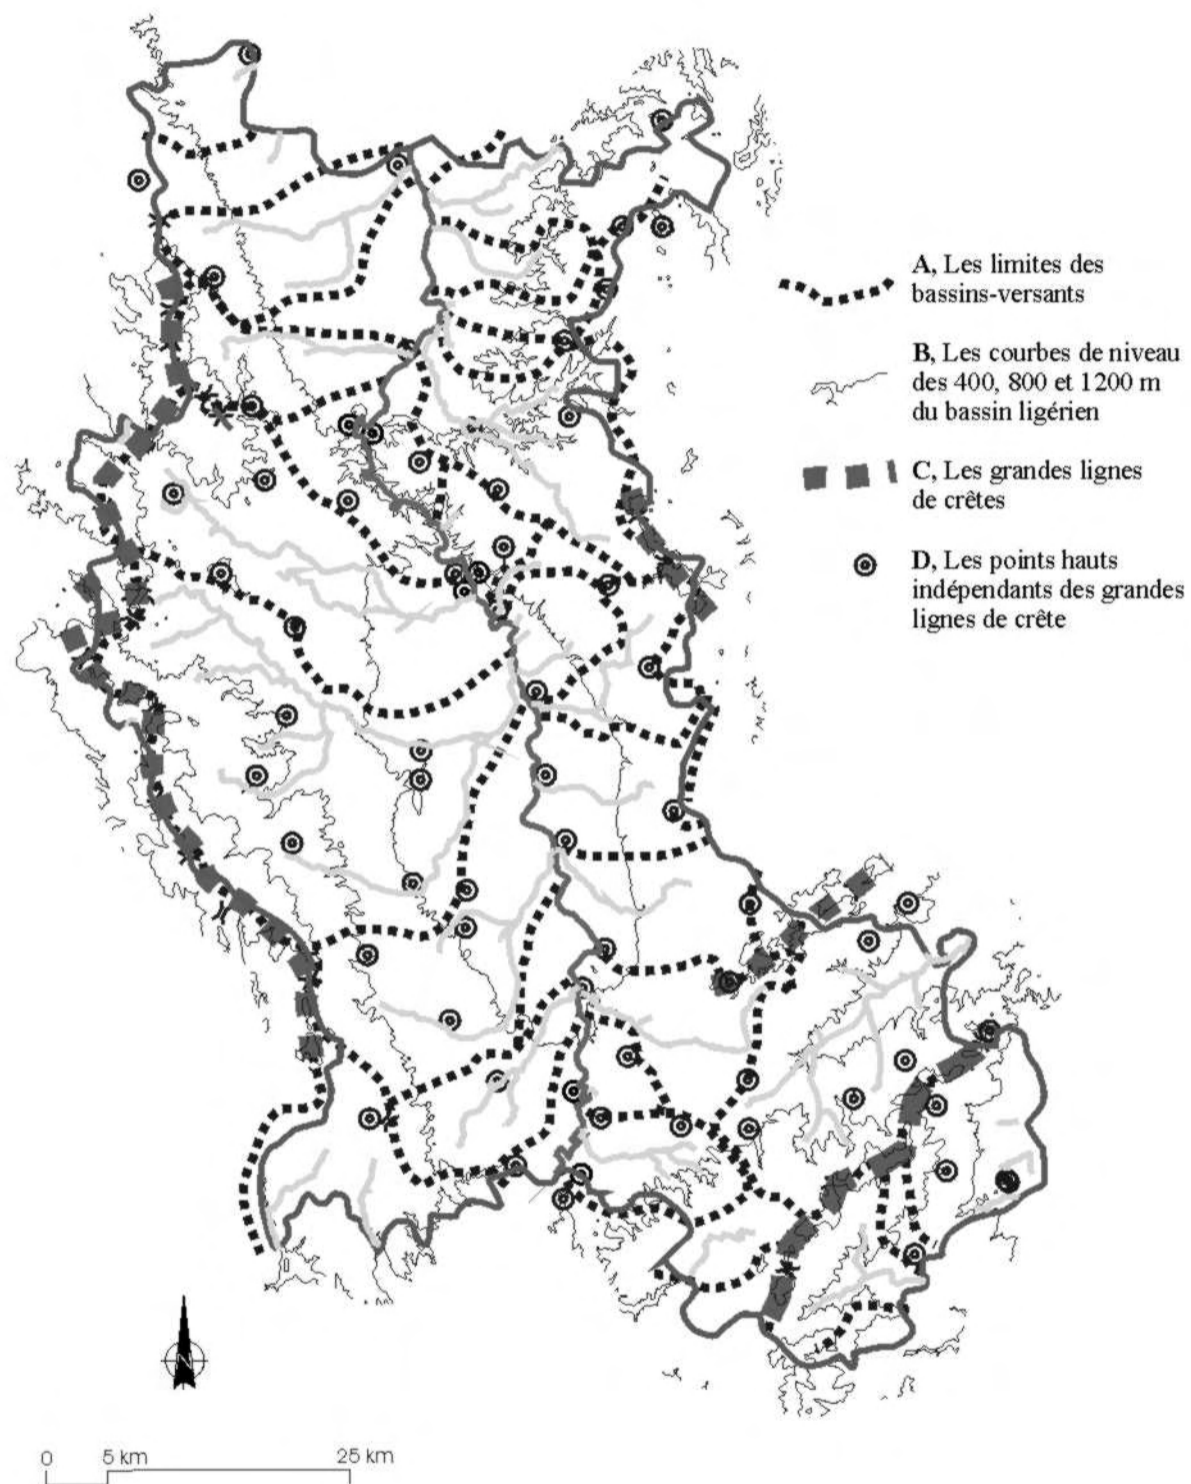 A, Les limites des
bassins-versants
B, Les courbes de niveau
des 400, 800 et 1200 m
du bassin ligérien
C, Les grandes lignes
de crêtes
D, Les points hauts
indépendants des grandes
lignes de crête
N
0 5 km 25 km